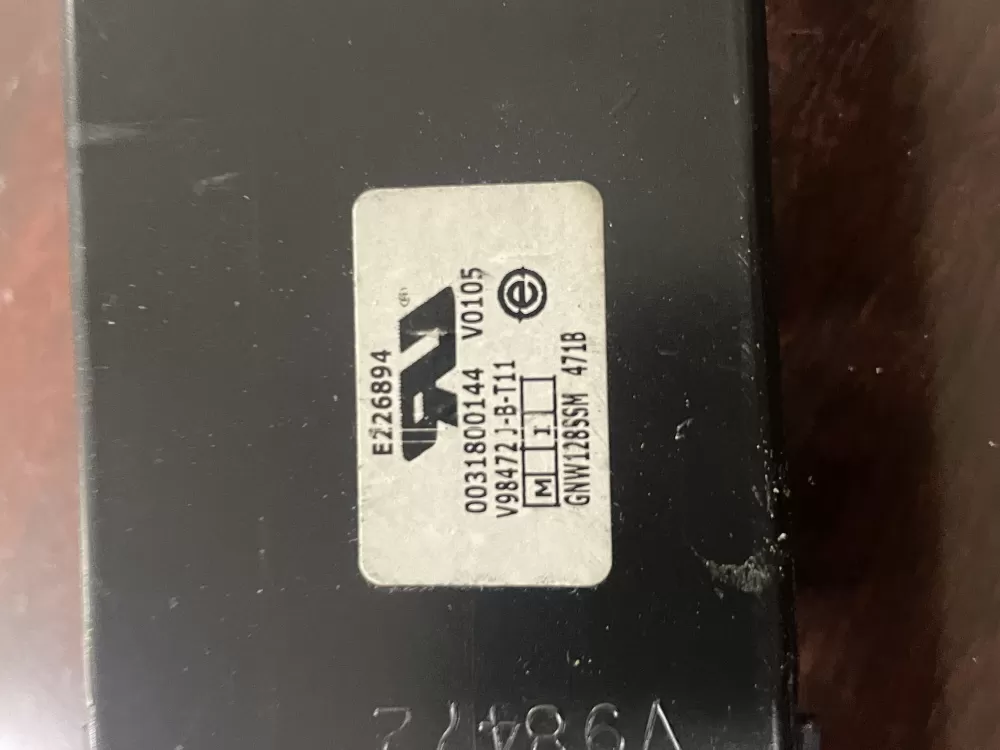 E226894
0031800144 V0105
V98472J-B-T11
M I
GNW128SSM 471B
V98472